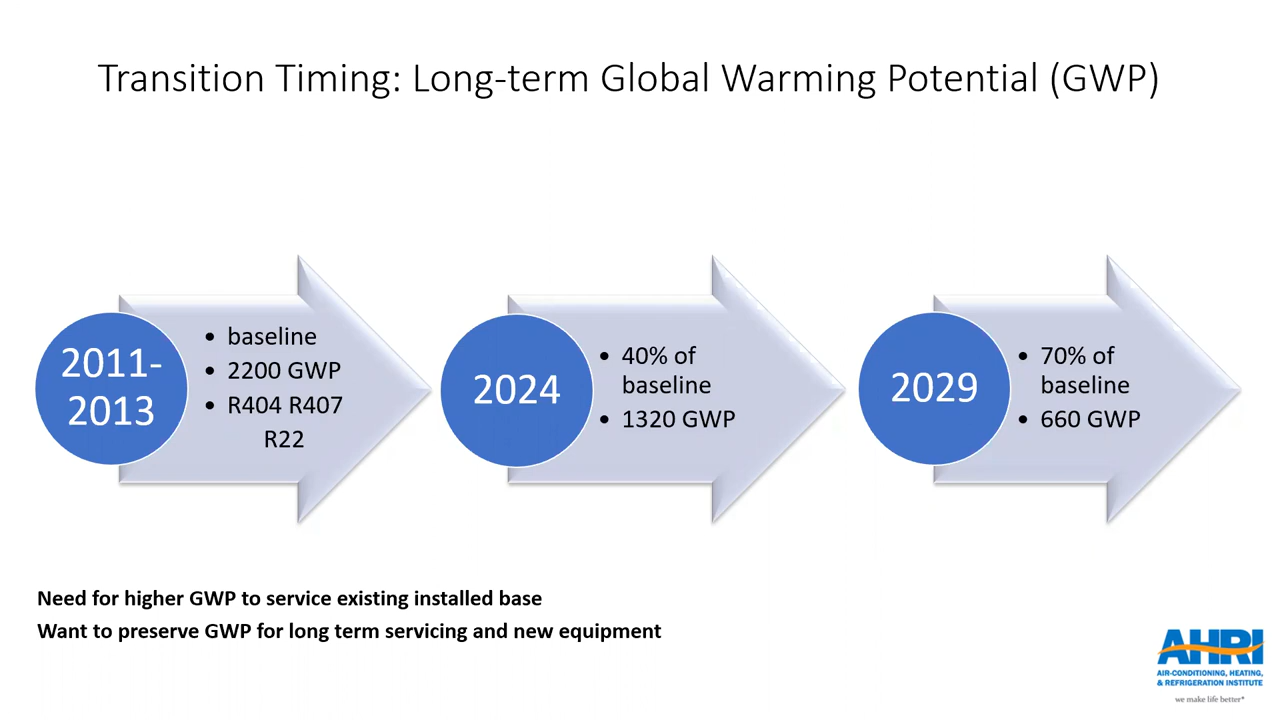 Transition Timing: Long-term Global Warming Potential (GWP)
2011-
2013
• baseline
• 2200 GWP
• R404 R407
R22
2024
• 40% of
baseline
• 1320 GWP
2029
• 70% of
baseline
• 660 GWP
Need for higher GWP to service existing installed base
Want to preserve GWP for long term servicing and new equipment
AHRI
AIR-CONDITIONING, HEATING,
& REFRIGERATION INSTITUTE
we make life better*